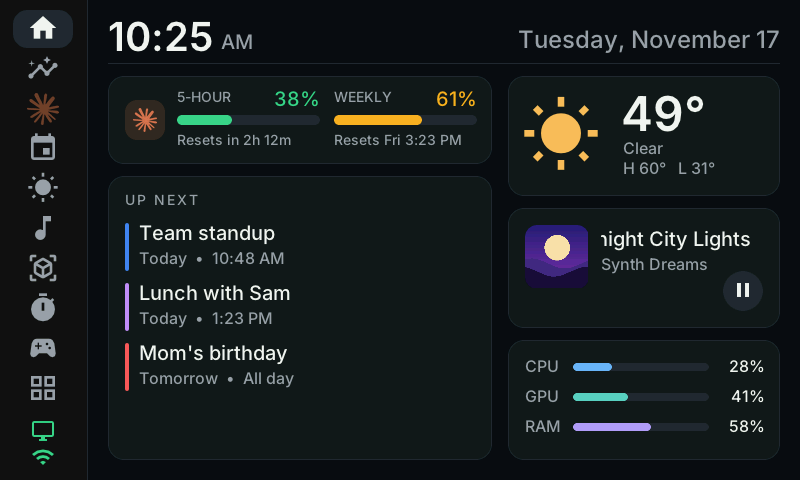 10:25 AM
Tuesday, November 17
5-HOUR 38%
Resets in 2h 12m
WEEKLY 61%
Resets Fri 3:23 PM
49°
Clear
H 60° L 31°
UP NEXT
Team standup
Today • 10:48 AM
Lunch with Sam
Today • 1:23 PM
Mom's birthday
Tomorrow • All day
night City Lights
Synth Dreams
CPU 28%
GPU 41%
RAM 58%